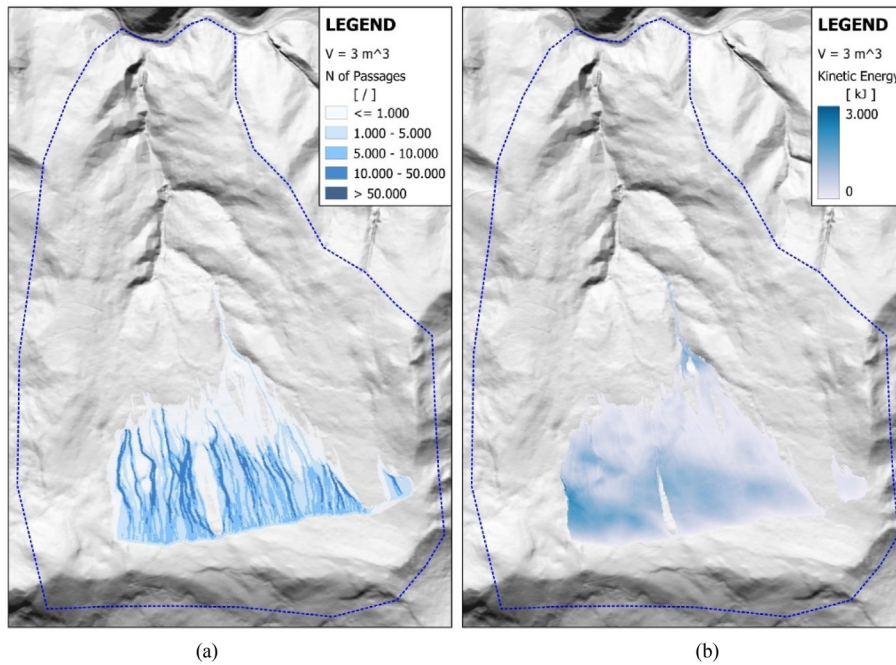 LEGEND
V = 3 m^3
N of Passages
[ / ]
<= 1.000
1.000 - 5.000
5.000 - 10.000
10.000 - 50.000
> 50.000
LEGEND
V = 3 m^3
Kinetic Energy
[ kJ ]
3.000
0
(a)
(b)